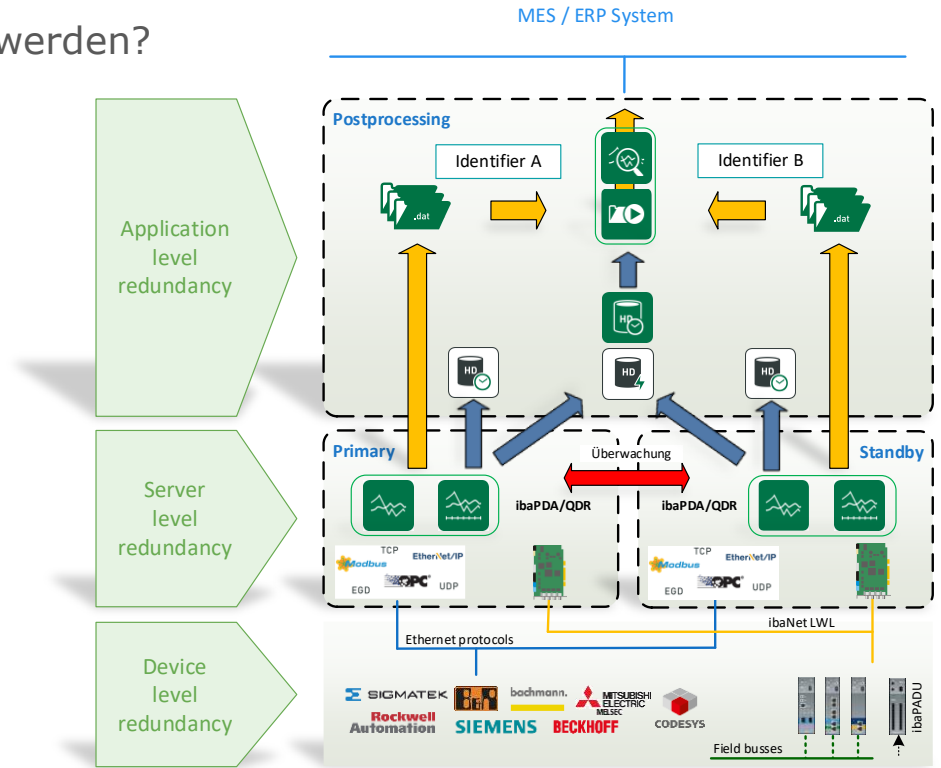 werden?
MES / ERP System
Postprocessing
Identifier A
Identifier B
.dat
.dat
Application
level
redundancy
HD
HD
HD
HD
Primary
Überwachung
Standby
Server
level
redundancy
ibaPDA/QDR
ibaPDA/QDR
TCP
EtherNet/IP
Modbus
OPC
EGD
UDP
TCP
EtherNet/IP
Modbus
OPC
EGD
UDP
ibaNet LWL
Ethernet protocols
Device
level
redundancy
SIGMATEK
bachmann.
MITSUBISHI
ELECTRIC
MELSEC
Rockwell
Automation
SIEMENS
BECKHOFF
CODESYS
ibaPADU
Field busses